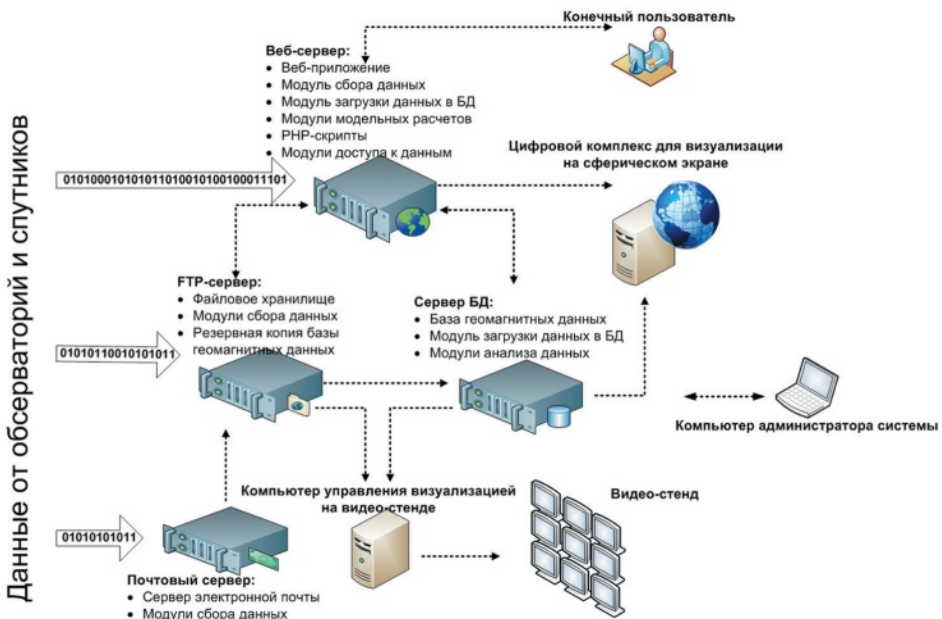 Данные от обсерваторий и спутников
Конечный пользователь
Веб-сервер:
• Веб-приложение
• Модуль сбора данных
• Модуль загрузки данных в БД
• Модули модельных расчетов
• PHP-скрипты
• Модули доступа к данным
Цифровой комплекс для визуализации
на сферическом экране
010100010101011010010100100011101
FTP-сервер:
• Файловое хранилище
• Модули сбора данных
• Резервная копия базы
геомагнитных данных
Сервер БД:
• База геомагнитных данных
• Модуль загрузки данных в БД
• Модули анализа данных
01010110010101011
Компьютер администратора системы
Компьютер управления визуализацией
на видео-стенде
Видео-стенд
01010101011
Почтовый сервер:
• Сервер электронной почты
• Модули сбора данных